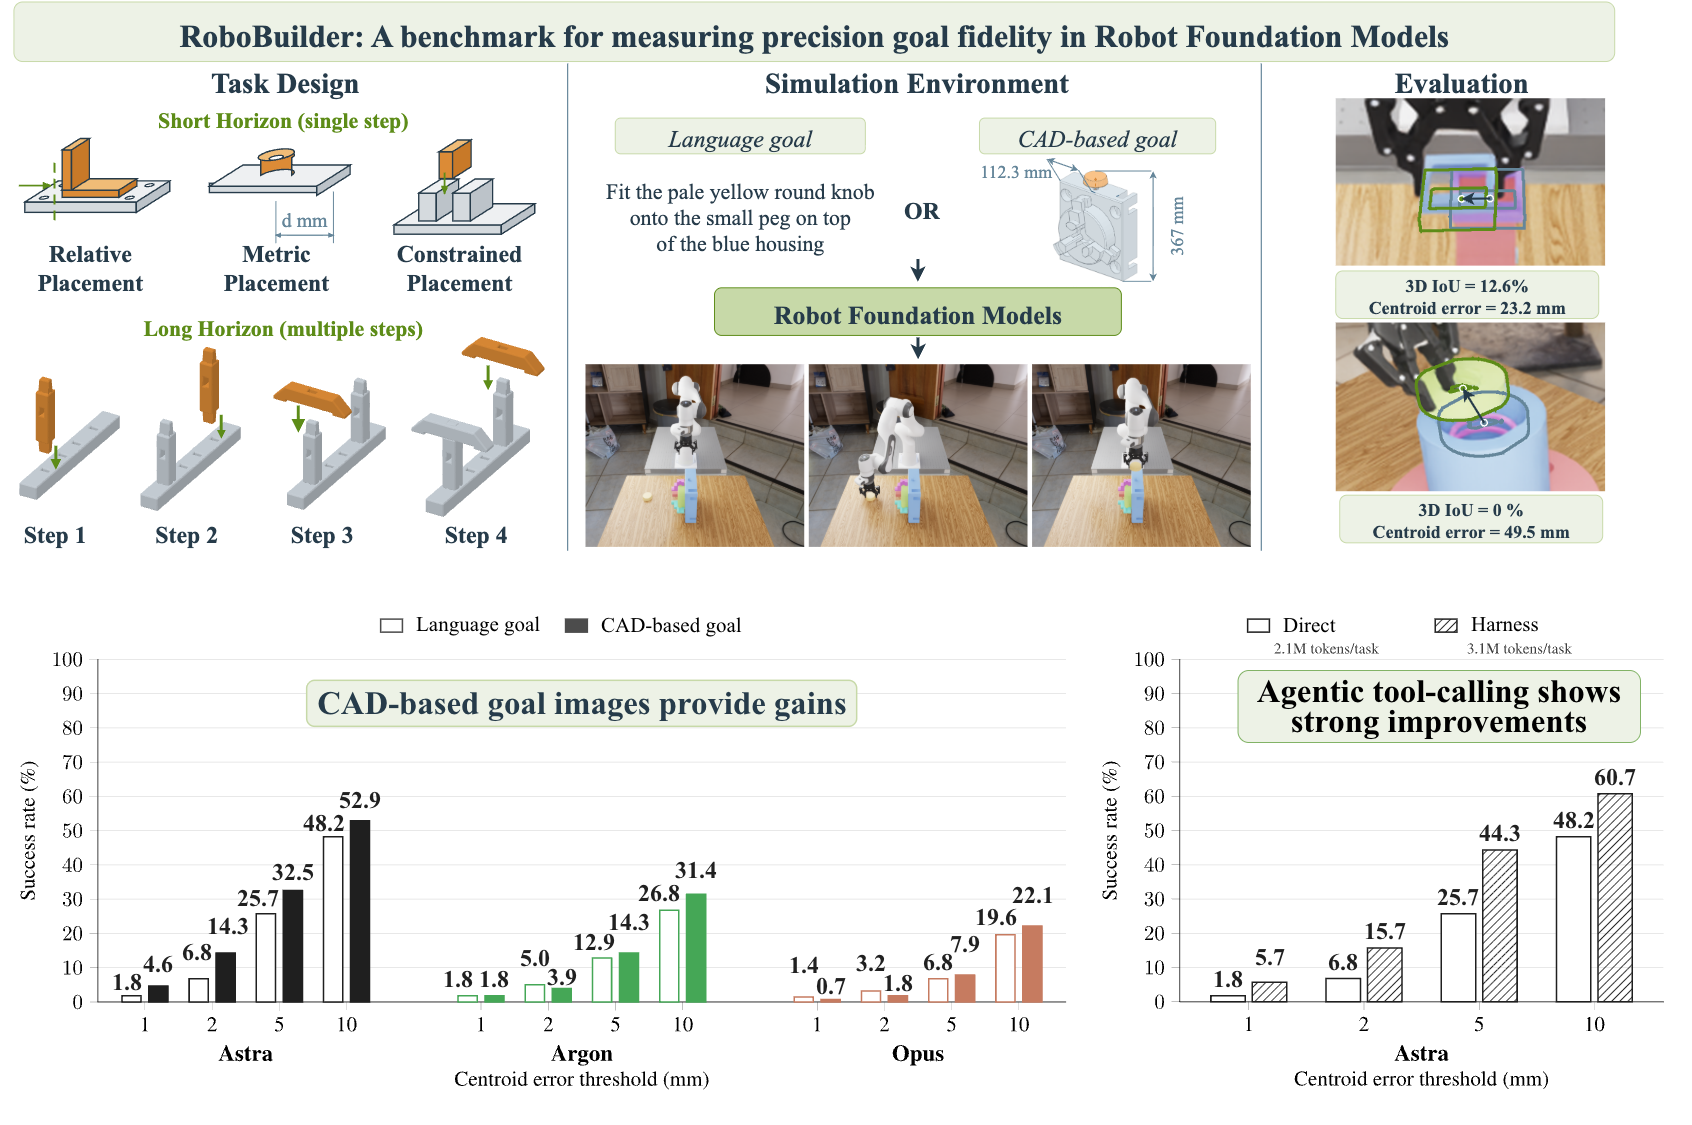 RoboBuilder: A benchmark for measuring precision goal fidelity in Robot Foundation Models
Task Design
Short Horizon (single step)
d mm
Relative
Placement
Metric
Placement
Constrained
Placement
Long Horizon (multiple steps)
Step 1
Step 2
Step 3
Step 4
Simulation Environment
Language goal
Fit the pale yellow round knob
onto the small peg on top
of the blue housing
OR
CAD-based goal
112.3 mm
367 mm
Robot Foundation Models
Evaluation
3D IoU = 12.6%
Centroid error = 23.2 mm
3D IoU = 0 %
Centroid error = 49.5 mm
Language goal
CAD-based goal
CAD-based goal images provide gains
Success rate (%)
100
90
80
70
60
50
40
30
20
10
0
1.8
4.6
6.8
14.3
25.7
32.5
48.2
52.9
1.8
1.8
5.0
3.9
12.9
14.3
26.8
31.4
1.4
0.7
3.2
1.8
6.8
7.9
19.6
22.1
1
2
5
10
1
2
5
10
1
2
5
10
Astra
Argon
Opus
Centroid error threshold (mm)
Direct
2.1M tokens/task
Harness
3.1M tokens/task
Agentic tool-calling shows
strong improvements
Success rate (%)
100
90
80
70
60
50
40
30
20
10
0
1.8
5.7
6.8
15.7
25.7
44.3
48.2
60.7
1
2
5
10
Astra
Centroid error threshold (mm)